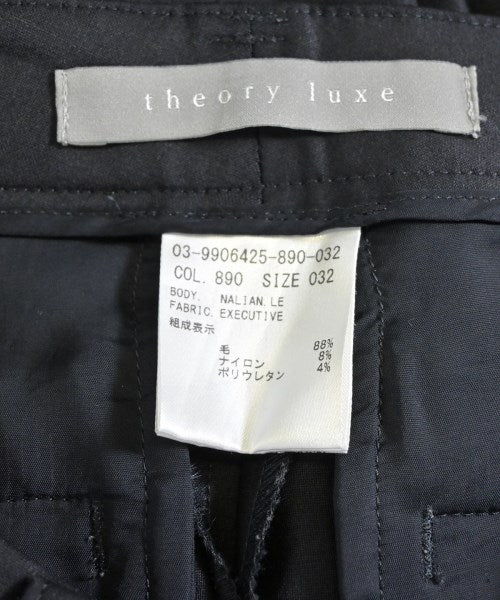 theory luxe
03-9906425-890-032
COL. 890 SIZE 032
BODY. NALIAN. LE
FABRIC. EXECUTIVE
組成表示
毛 88%
ナイロン 8%
ポリウレタン 4%